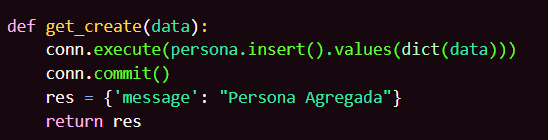 def get_create(data):
    conn.execute(persona.insert().values(dict(data)))
    conn.commit()
    res = {'message': "Persona Agregada"}
    return res